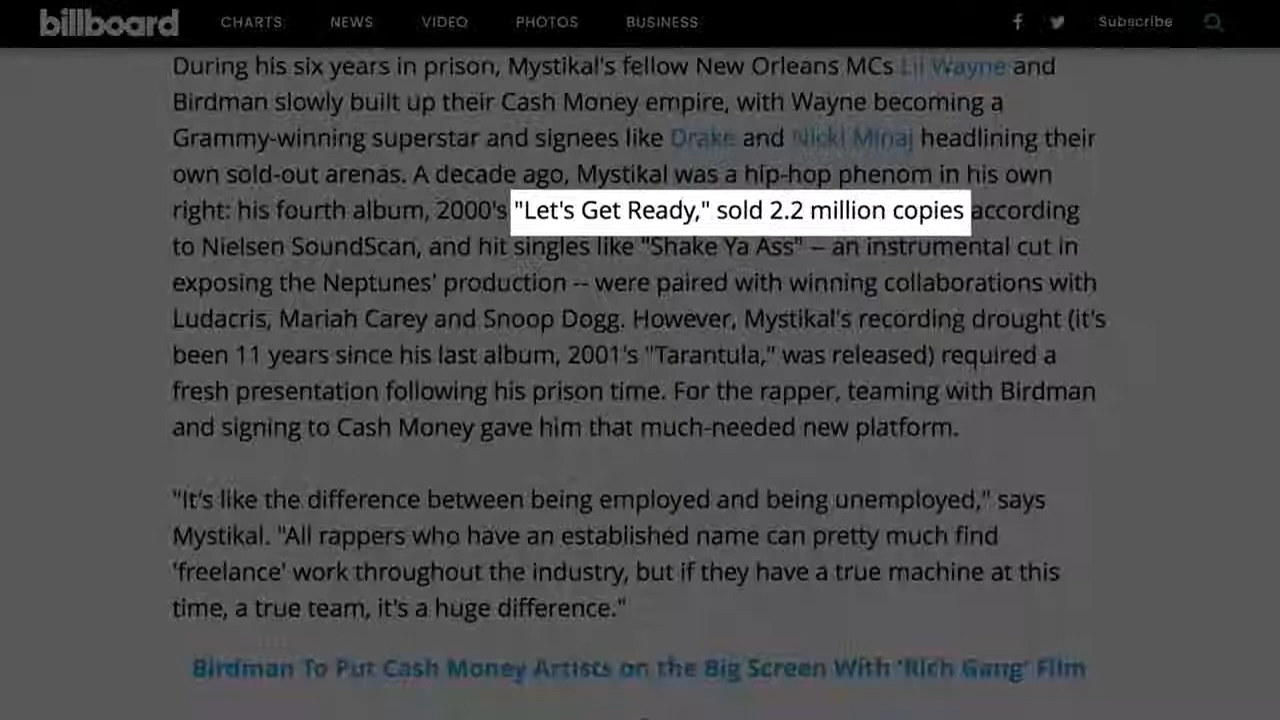 billboard CHARTS NEWS VIDEO PHOTOS BUSINESS Subscribe
During his six years in prison, Mystikal's fellow New Orleans MCs Lil Wayne and
Birdman slowly built up their Cash Money empire, with Wayne becoming a
Grammy-winning superstar and signees like Drake and Nicki Minaj headlining their
own sold-out arenas. A decade ago, Mystikal was a hip-hop phenom in his own
right: his fourth album, 2000's "Let's Get Ready," sold 2.2 million copies according
to Nielsen SoundScan, and hit singles like "Shake Ya Ass" -- an instrumental cut in
exposing the Neptunes' production -- were paired with winning collaborations with
Ludacris, Mariah Carey and Snoop Dogg. However, Mystikal's recording drought (it's
been 11 years since his last album, 2001's "Tarantula," was released) required a
fresh presentation following his prison time. For the rapper, teaming with Birdman
and signing to Cash Money gave him that much-needed new platform.
"It's like the difference between being employed and being unemployed," says
Mystikal. "All rappers who have an established name can pretty much find
'freelance' work throughout the industry, but if they have a true machine at this
time, a true team, it's a huge difference."
Birdman To Put Cash Money Artists on the Big Screen With 'Rich Gang' Film